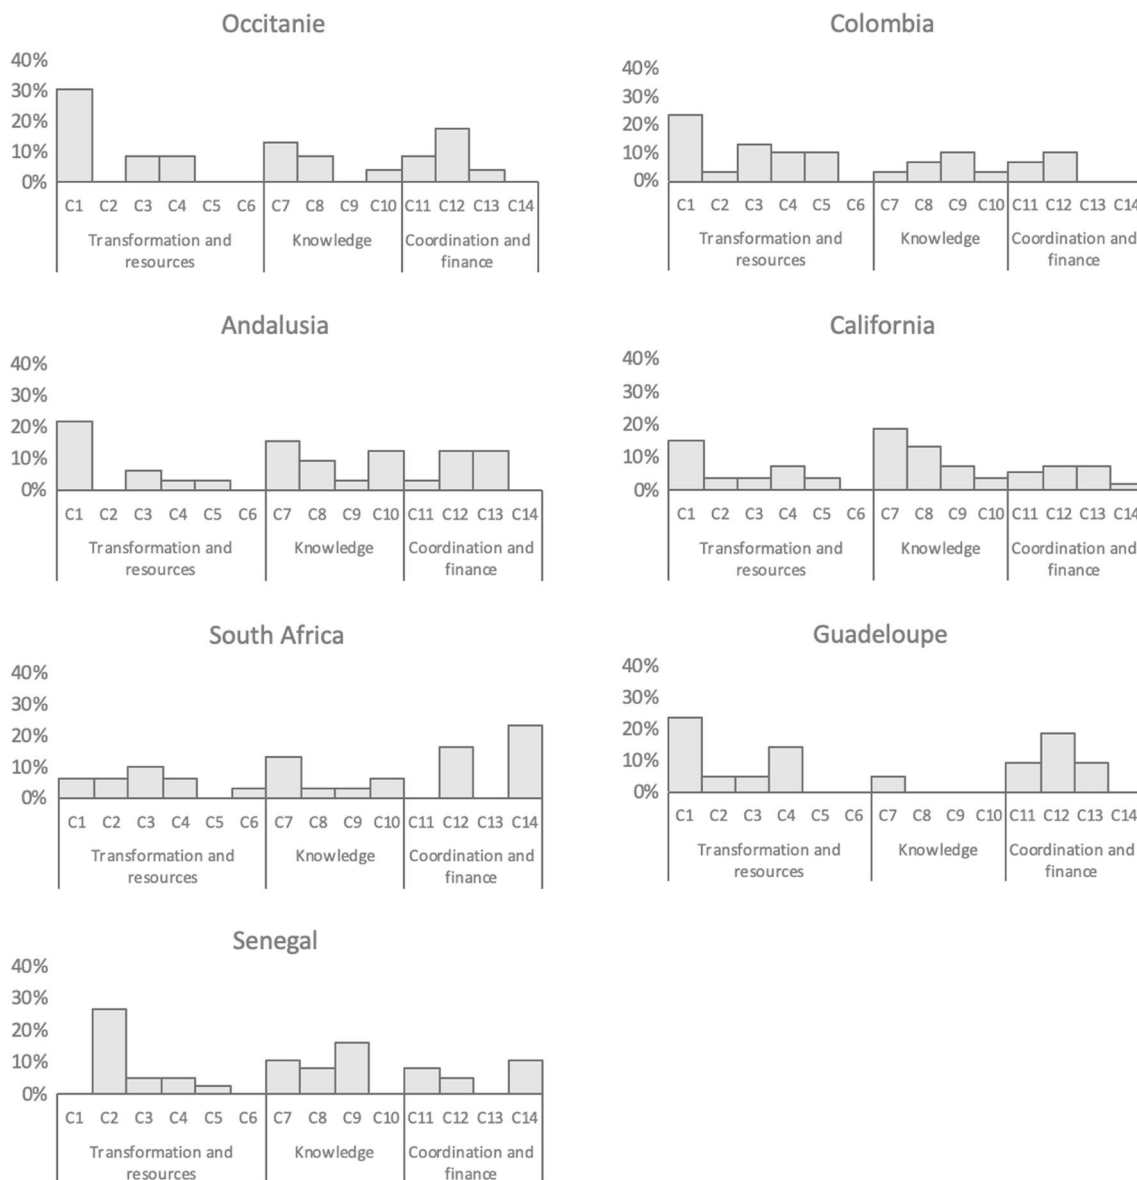 Occitanie
40%
30%
20%
10%
0%
C1 C2 C3 C4 C5 C6 C7 C8 C9 C10 C11 C12 C13 C14
Transformation and
resources
Knowledge
Coordination and
finance
Colombia
40%
30%
20%
10%
0%
C1 C2 C3 C4 C5 C6 C7 C8 C9 C10 C11 C12 C13 C14
Transformation and
resources
Knowledge
Coordination and
finance
Andalusia
40%
30%
20%
10%
0%
C1 C2 C3 C4 C5 C6 C7 C8 C9 C10 C11 C12 C13 C14
Transformation and
resources
Knowledge
Coordination and
finance
California
40%
30%
20%
10%
0%
C1 C2 C3 C4 C5 C6 C7 C8 C9 C10 C11 C12 C13 C14
Transformation and
resources
Knowledge
Coordination and
finance
South Africa
40%
30%
20%
10%
0%
C1 C2 C3 C4 C5 C6 C7 C8 C9 C10 C11 C12 C13 C14
Transformation and
resources
Knowledge
Coordination and
finance
Guadeloupe
40%
30%
20%
10%
0%
C1 C2 C3 C4 C5 C6 C7 C8 C9 C10 C11 C12 C13 C14
Transformation and
resources
Knowledge
Coordination and
finance
Senegal
40%
30%
20%
10%
0%
C1 C2 C3 C4 C5 C6 C7 C8 C9 C10 C11 C12 C13 C14
Transformation and
resources
Knowledge
Coordination and
finance